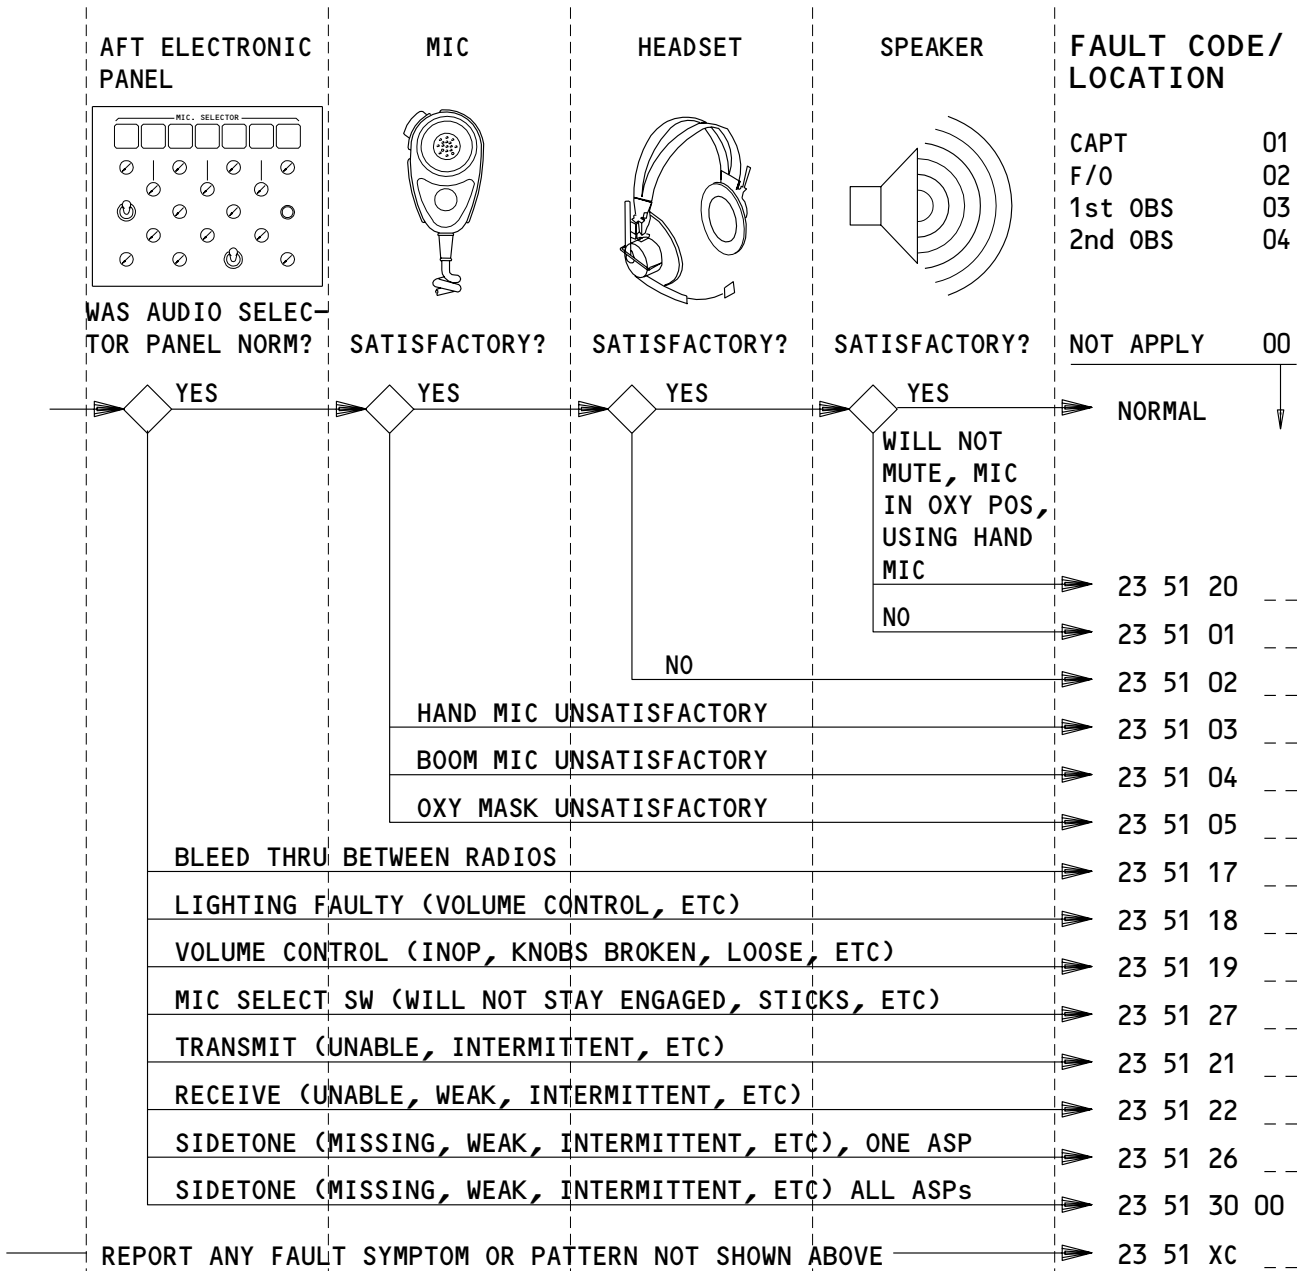 AFT ELECTRONIC
PANEL
MIC
HEADSET
SPEAKER
FAULT CODE/
LOCATION
MIC. SELECTOR
CAPT 01
F/O 02
1st OBS 03
2nd OBS 04
WAS AUDIO SELEC-
TOR PANEL NORM?
SATISFACTORY?
SATISFACTORY?
SATISFACTORY?
NOT APPLY 00
YES
YES
YES
YES
NORMAL
WILL NOT
MUTE, MIC
IN OXY POS,
USING HAND
MIC
23 51 20 _ _
NO
23 51 01 _ _
NO
23 51 02 _ _
HAND MIC UNSATISFACTORY
23 51 03 _ _
BOOM MIC UNSATISFACTORY
23 51 04 _ _
OXY MASK UNSATISFACTORY
23 51 05 _ _
BLEED THRU BETWEEN RADIOS
23 51 17 _ _
LIGHTING FAULTY (VOLUME CONTROL, ETC)
23 51 18 _ _
VOLUME CONTROL (INOP, KNOBS BROKEN, LOOSE, ETC)
23 51 19 _ _
MIC SELECT SW (WILL NOT STAY ENGAGED, STICKS, ETC)
23 51 27 _ _
TRANSMIT (UNABLE, INTERMITTENT, ETC)
23 51 21 _ _
RECEIVE (UNABLE, WEAK, INTERMITTENT, ETC)
23 51 22 _ _
SIDETONE (MISSING, WEAK, INTERMITTENT, ETC), ONE ASP
23 51 26 _ _
SIDETONE (MISSING, WEAK, INTERMITTENT, ETC) ALL ASPs
23 51 30 00
REPORT ANY FAULT SYMPTOM OR PATTERN NOT SHOWN ABOVE
23 51 XC _ _